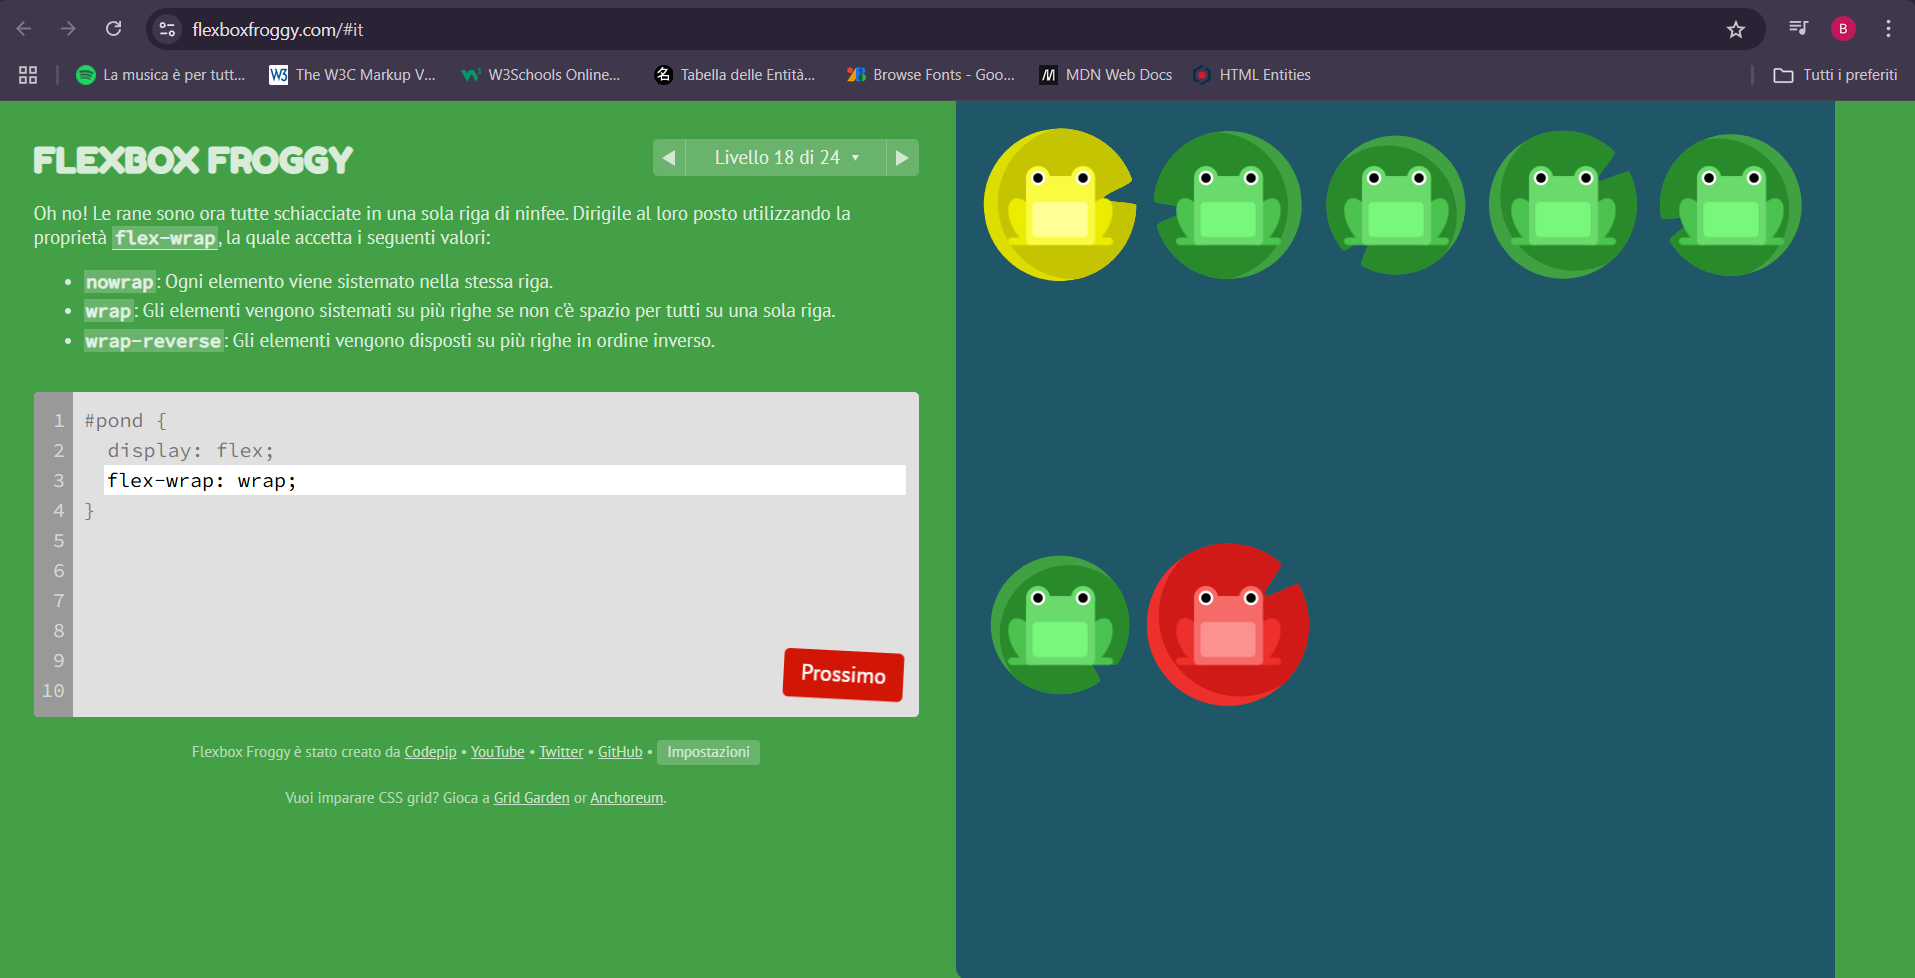 flexboxfroggy.com/#it
B
La musica è per tutt...
The W3C Markup V...
W3Schools Online...
Tabella delle Entità...
Browse Fonts - Goo...
MDN Web Docs
HTML Entities
Tutti i preferiti
FLEXBOX FROGGY
Livello 18 di 24
Oh no! Le rane sono ora tutte schiacciate in una sola riga di ninfee. Dirigile al loro posto utilizzando la
proprietà flex-wrap, la quale accetta i seguenti valori:
• nowrap: Ogni elemento viene sistemato nella stessa riga.
• wrap: Gli elementi vengono sistemati su più righe se non c'è spazio per tutti su una sola riga.
• wrap-reverse: Gli elementi vengono disposti su più righe in ordine inverso.
1 #pond {
2 display: flex;
3 flex-wrap: wrap;
4 }
5
6
7
8
9
10
Prossimo
Flexbox Froggy è stato creato da Codepip • YouTube • Twitter • GitHub • Impostazioni
Vuoi imparare CSS grid? Gioca a Grid Garden or Anchoreum.